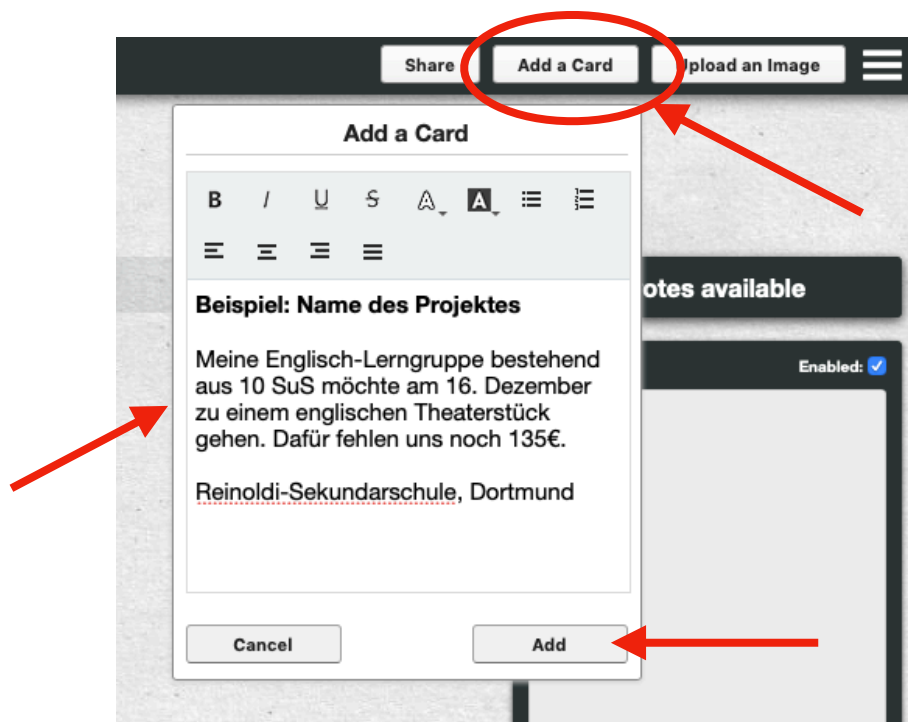 Share
Add a Card
Upload an Image
Add a Card
B I U S A A
Beispiel: Name des Projektes
Meine Englisch-Lerngruppe bestehend
aus 10 SuS möchte am 16. Dezember
zu einem englischen Theaterstück
gehen. Dafür fehlen uns noch 135€.
Reinoldi-Sekundarschule, Dortmund
Cancel
Add
otes available
Enabled: